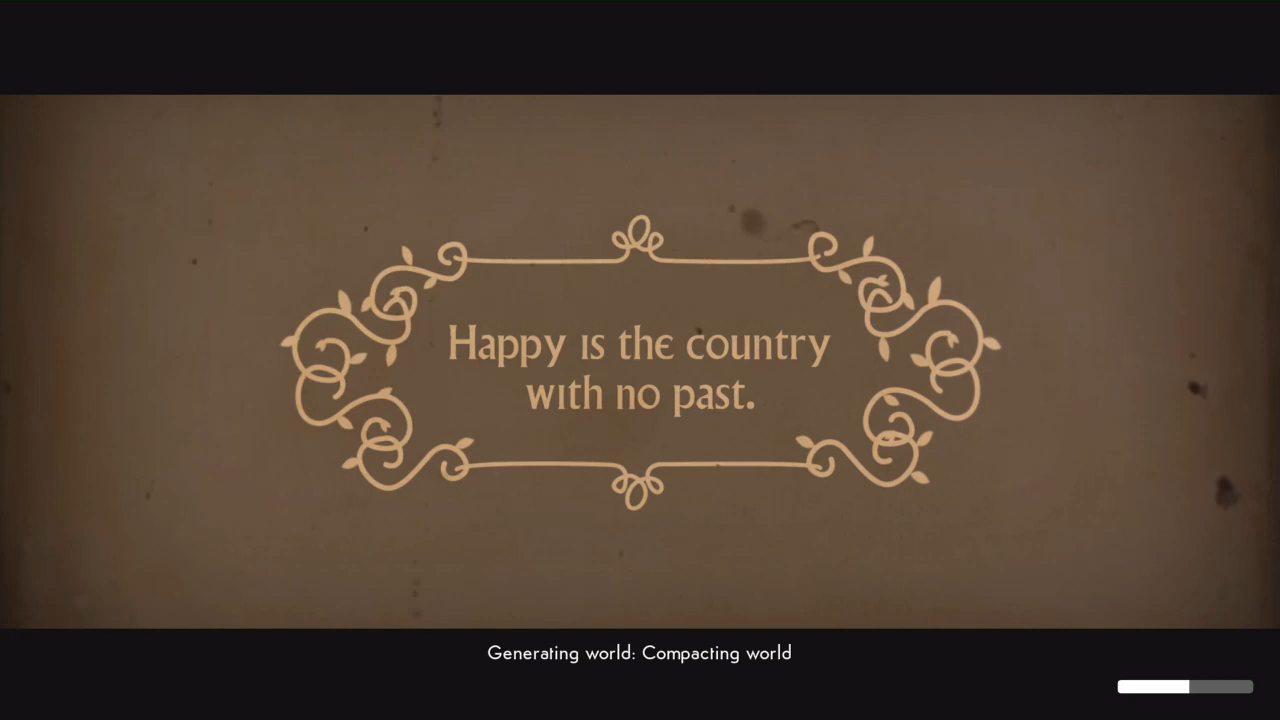 Happy is the country
with no past.
Generating world: Compacting world